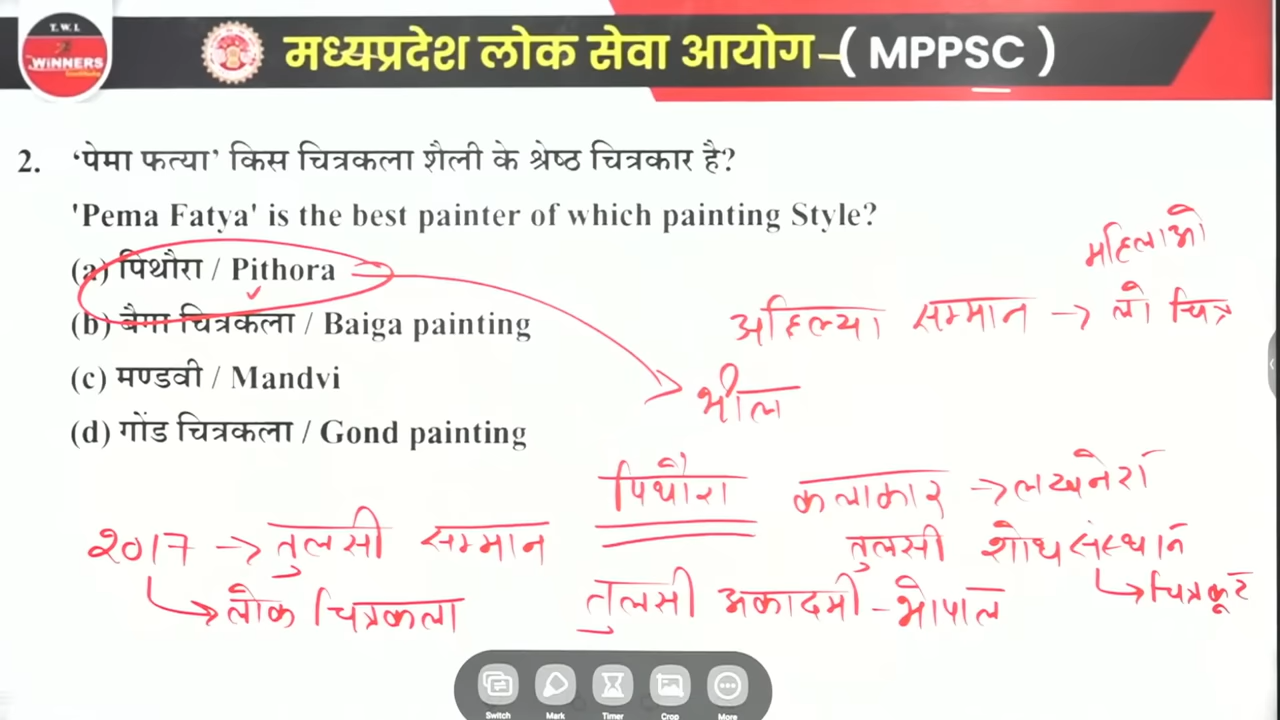 T.W.I.
WINNERS
मध्यप्रदेश लोक सेवा आयोग–( MPPSC )
2. ‘पेमा फत्या’ किस चित्रकला शैली के श्रेष्ठ चित्रकार है?
'Pema Fatya' is the best painter of which painting Style?
(a) पिथौरा / Pithora
(b) बैगा चित्रकला / Baiga painting
(c) मण्डवी / Mandvi
(d) गोंड चित्रकला / Gond painting
महिलाओ
अहिल्या सम्मान → लो चित्र
भील
पिथौरा कलाकार → लखनेरा
2017 → तुलसी सम्मान
तुलसी शोध संस्थान
→ लोक चित्रकला
तुलसी अकादमी - भोपाल
→ चित्रकूट
Switch Mark Timer Crop More